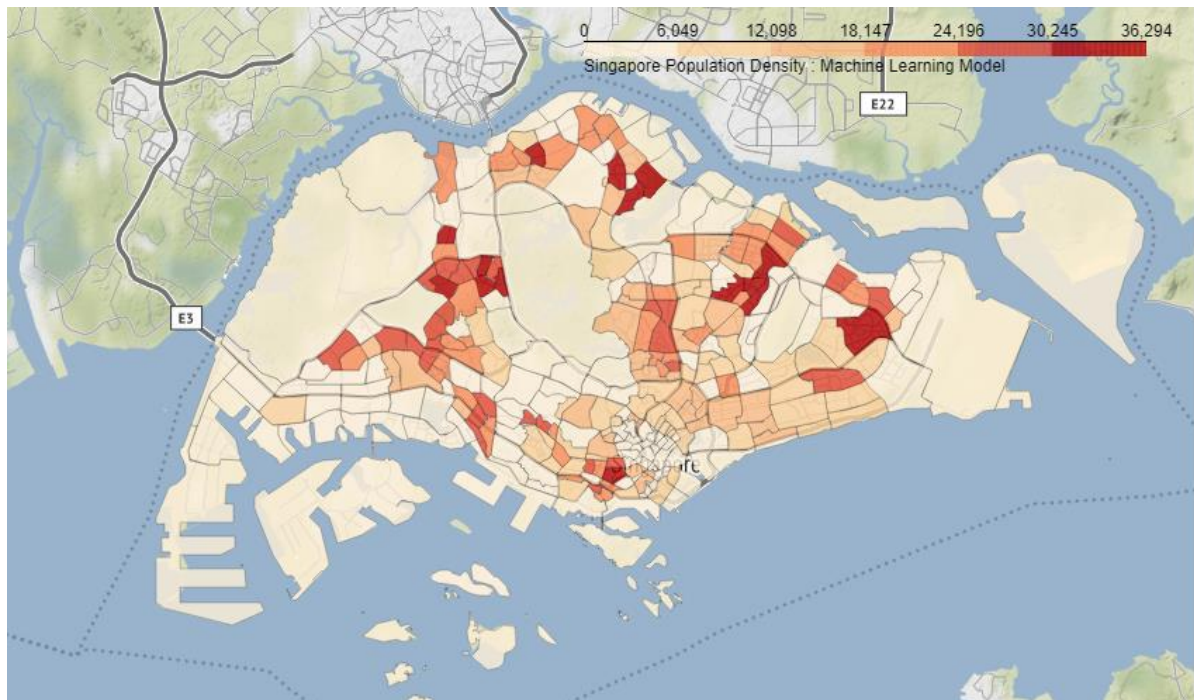 0 6,049 12,098 18,147 24,196 30,245 36,294
Singapore Population Density : Machine Learning Model
E22
E3
Singapore